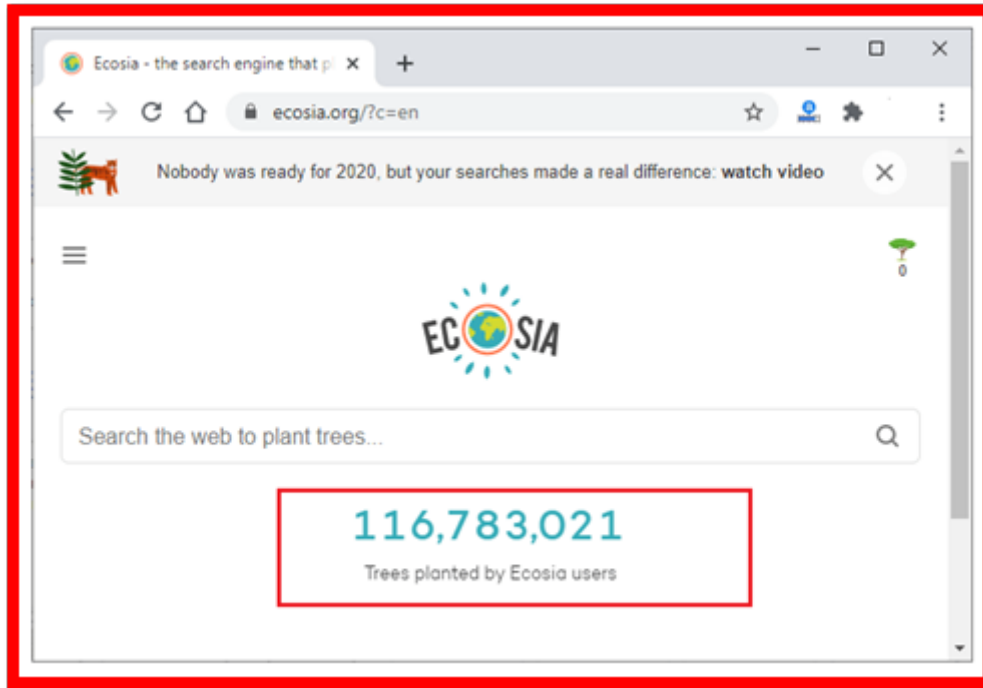 Ecosia - the search engine that p
ecosia.org/?c=en
Nobody was ready for 2020, but your searches made a real difference: watch video
0
ECOSIA
Search the web to plant trees...
116,783,021
Trees planted by Ecosia users